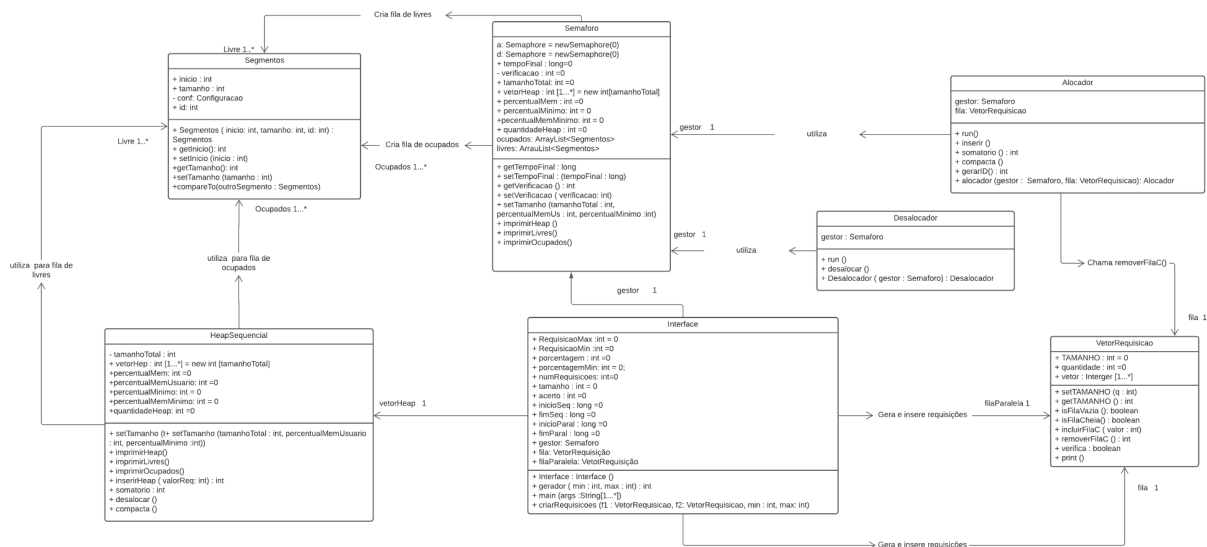 Cria fila de livres
Livre 1..*
Segmentos
+ inicio : int
+ tamanho : int
- conf: Configuracao
+ id: int
+ Segmentos ( inicio: int, tamanho: int, id: int) :
Segmentos
+ getInicio(): int
+ setInicio (inicio : int)
+getTamanho(): int
+setTamanho (tamanho : int)
+compareTo(outroSegmento : Segmentos)
Livre 1..*
Ocupados 1...*
Cria fila de ocupados
Ocupados 1...*
Semaforo
a: Semaphore = newSemaphore(0)
d: Semaphore = newSemaphore(0)
+ tempoFinal : long=0
- verificacao : int =0
+ tamanhoTotal: int =0
+ vetorHeap : int [1...*] = new int[tamanhoTotal]
+ percentualMem : int =0
+ percentualMinimo: int = 0
+pecentualMemMinimo: int = 0
+ quantidadeHeap : int =0
ocupados: ArrayList<Segmentos>
livres: ArrauList<Segmentos>
+ getTempoFinal : long
+ setTempoFinal : (tempoFinal : long)
+ getVerificacao () : int
+ setVerificacao ( verificacao: int)
+ setTamanho (tamanhoTotal : int,
percentualMemUs : int, percentualMinimo :int)
+ imprimirHeap ()
+ imprimirLivres()
+ imprimirOcupados()
gestor 1
utiliza
Alocador
gestor: Semaforo
fila: VetorRequisicao
+ run()
+ inserir ()
+ somatorio () : int
+ compacta ()
+ gerarID() : int
+ alocador (gestor : Semaforo, fila: VetorRequisicao): Alocador
gestor 1
utiliza
Desalocador
gestor : Semaforo
+ run ()
+ desalocar ()
+ Desalocador ( gestor : Semaforo) : Desalocador
utiliza para fila de
livres
utiliza para fila de
ocupados
gestor 1
Chama removerFilaC()
fila 1
HeapSequencial
- tamanhoTotal : int
+ vetorHep : int [1...*] = new int [tamanhoTotal]
+percentualMem: int =0
+percentualMemUsuario: int =0
+percentualMinimo: int = 0
+percentualMemMinimo: int = 0
+quantidadeHeap: int =0
+ setTamanho (t+ setTamanho (tamanhoTotal : int, percentualMemUsuario
: int, percentualMinimo :int))
+ imprimirHeap()
+ imprimirLivres()
+ imprimirOcupados()
+ inserirHeap ( valorReq: int) : int
+ somatorio : int
+ desalocar ()
+ compacta ()
vetorHeap 1
Interface
+ RequisicaoMax :int = 0
+ RequisicaoMin :int =0
+ porcentagem : int =0
+ porcentagemMin: int = 0;
+ numRequisicoes: int=0
+ tamanho : int = 0
+ acerto : int =0
+ inicioSeq : long =0
+ fimSeq : long =0
+ inicioParal : long =0
+ fimParal : long =0
+ gestor: Semaforo
+ fila: VetorRequisição
+ filaParalela: VetotRequisição
+ Interface : Interface ()
+ gerador ( min : int, max : int) : int
+ main (args :String[1...*])
+ criarRequisicoes (f1 : VetorRequisicao, f2: VetorRequisicao, min : int, max: int)
Gera e insere requisições
filaParalela 1
VetorRequisicao
+ TAMANHO : int = 0
+ quantidade : int =0
+ vetor : Interger [1...*]
+ setTAMANHO (q : int)
+ getTAMANHO () : int
+ isFilaVazia (): boolean
+ isFilaCheia(): boolean
+ incluirFilaC ( valor : int)
+ removerFilaC () : int
+ verifica : boolean
+ print ()
fila 1
Gera e insere requisições